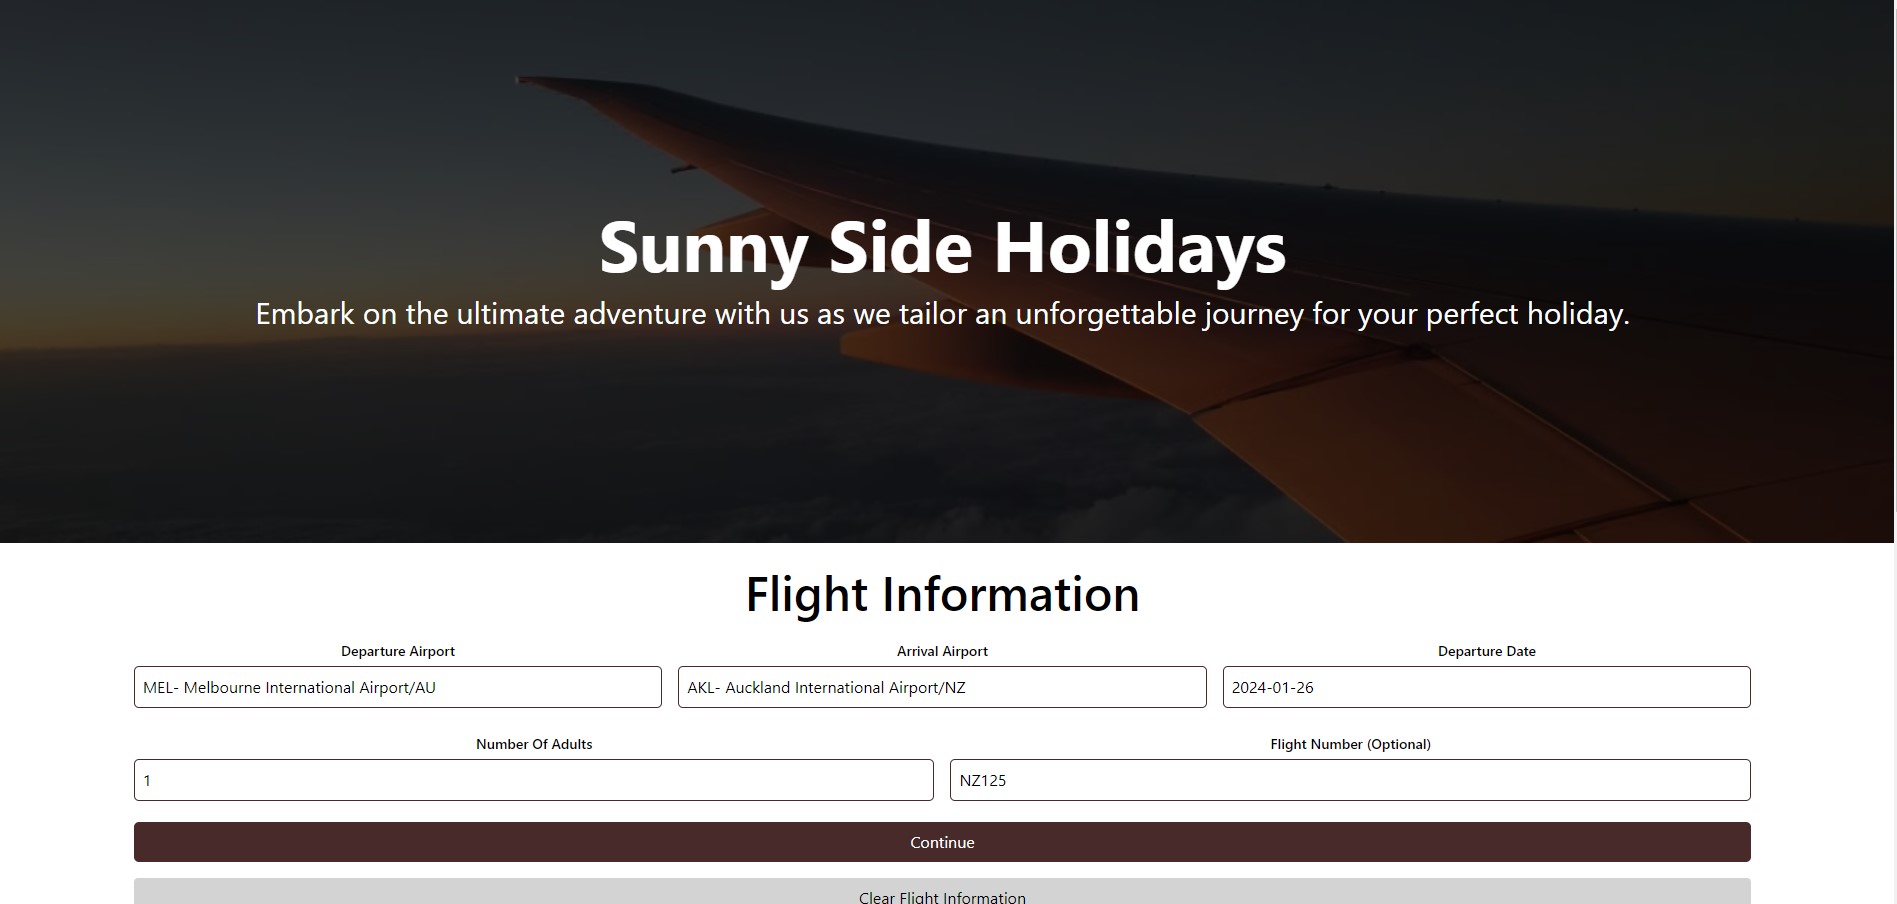 Sunny Side Holidays
Embark on the ultimate adventure with us as we tailor an unforgettable journey for your perfect holiday.
Flight Information
Departure Airport
Arrival Airport
Departure Date
MEL- Melbourne International Airport/AU
AKL- Auckland International Airport/NZ
2024-01-26
Number Of Adults
Flight Number (Optional)
1
NZ125
Continue
Clear Flight Information